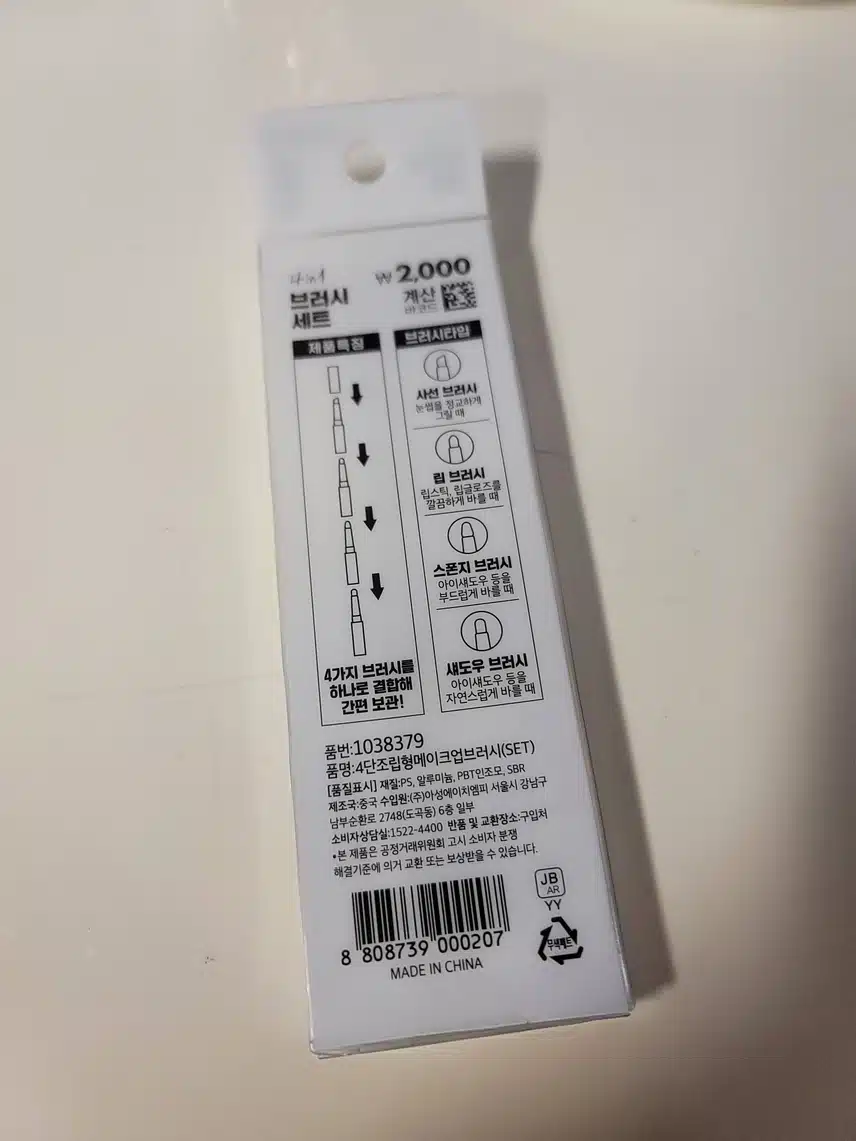 ₩2,000
브러시
세트
계산
바코드
제품특징
4가지 브러시를
하나로 결합해
간편 보관!
브러시타입
사선 브러시
눈썹을 정교하게
그릴 때
립 브러시
립스틱, 립글로즈를
깔끔하게 바를 때
스폰지 브러시
아이섀도우 등을
부드럽게 바를 때
섀도우 브러시
아이섀도우 등을
자연스럽게 바를 때
품번:1038379
품명:4단조립형메이크업브러시(SET)
[품질표시] 재질:PS, 알루미늄, PBT인조모, SBR
제조국:중국 수입원:(주)아성에이치엠피 서울시 강남구
남부순환로 2748(도곡동) 6층 일부
소비자상담실:1522-4400 반품 및 교환장소:구입처
•본 제품은 공정거래위원회 고시 소비자 분쟁
해결기준에 의거 교환 또는 보상받을 수 있습니다.
8 808739 000207
MADE IN CHINA
JB
AR
YY
무색페트